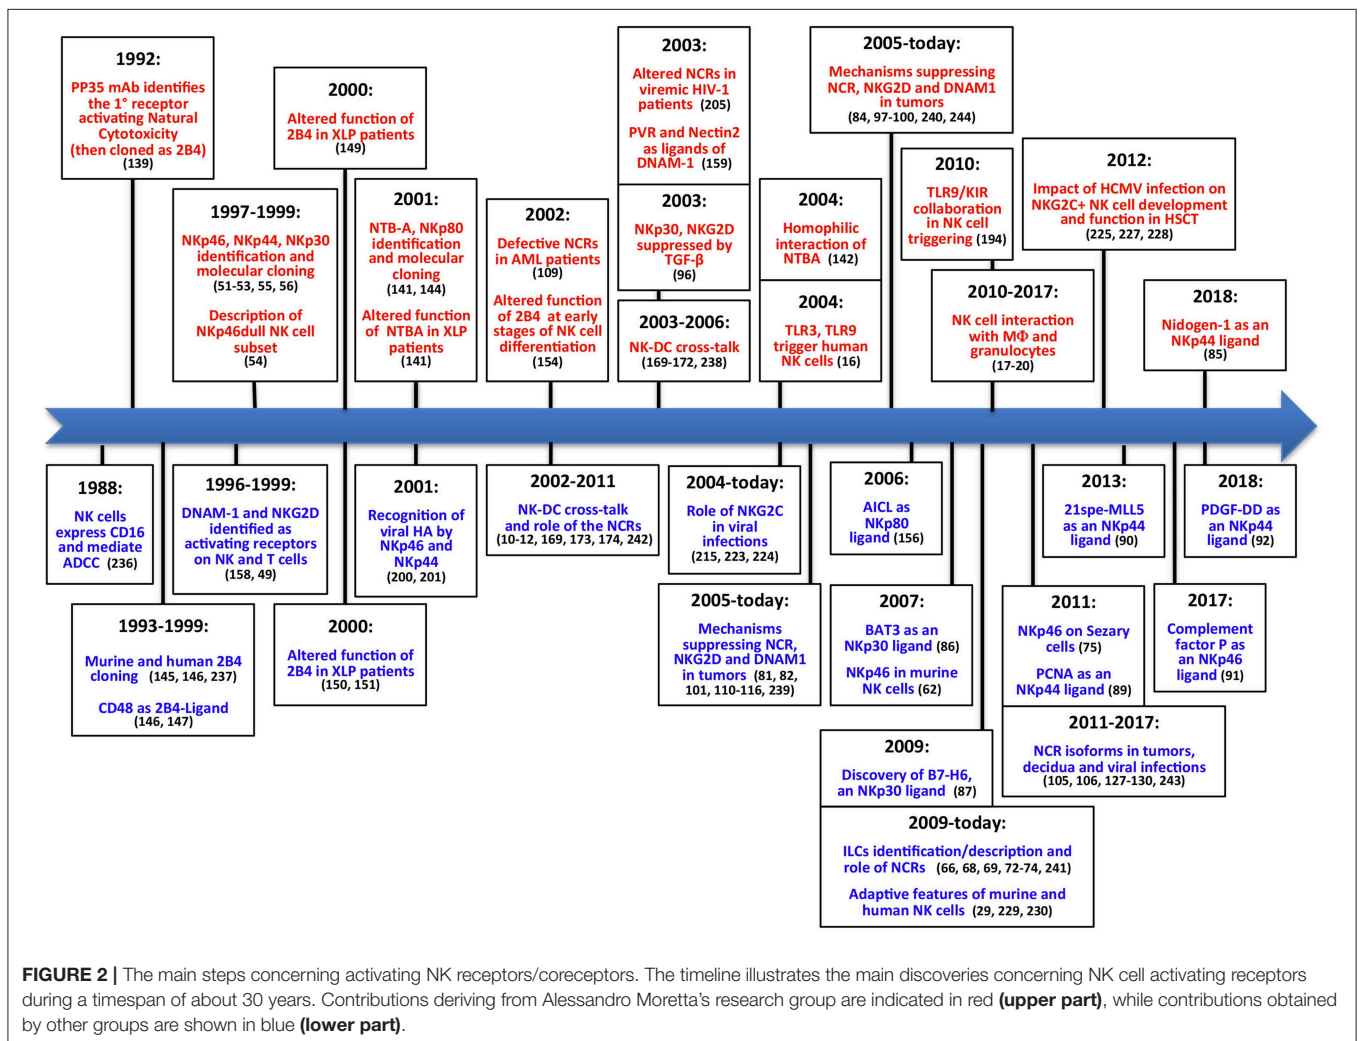 1992:
PP35 mAb identifies
the 1° receptor
activating Natural
Cytotoxicity
(then cloned as 2B4)
(139)
1997-1999:
NKp46, NKp44, NKp30
identification and
molecular cloning
(51-53, 55, 56)
Description of
NKp46dull NK cell
subset
(54)
2000:
Altered function of
2B4 in XLP patients
(149)
2001:
NTB-A, NKp80
identification
and molecular
cloning
(141, 144)
Altered function
of NTBA in XLP
patients
(141)
2002:
Defective NCRs
in AML patients
(109)
Altered function
of 2B4 at early
stages of NK cell
differentiation
(154)
2003:
Altered NCRs in
viremic HIV-1
patients (205)
PVR and Nectin2
as ligands of
DNAM-1 (159)
2003:
NKp30, NKG2D
suppressed by
TGF-β
(96)
2003-2006:
NK-DC cross-talk
(169-172, 238)
2004:
Homophilic
interaction of
NTBA (142)
2004:
TLR3, TLR9
trigger human
NK cells (16)
2005-today:
Mechanisms suppressing
NCR, NKG2D and DNAM1
in tumors
(84, 97-100, 240, 244)
2010:
TLR9/KIR
collaboration
in NK cell
triggering (194)
2010-2017:
NK cell interaction
with MΦ and
granulocytes
(17-20)
2012:
Impact of HCMV infection on
NKG2C+ NK cell development
and function in HSCT
(225, 227, 228)
2018:
Nidogen-1 as an
NKp44 ligand
(85)
1988:
NK cells
express CD16
and mediate
ADCC (236)
1993-1999:
Murine and human 2B4
cloning (145, 146, 237)
CD48 as 2B4-Ligand
(146, 147)
1996-1999:
DNAM-1 and NKG2D
identified as
activating receptors
on NK and T cells
(158, 49)
2000:
Altered function of
2B4 in XLP patients
(150, 151)
2001:
Recognition of
viral HA by
NKp46 and
NKp44
(200, 201)
2002-2011
NK-DC cross-talk
and role of the NCRs
(10-12, 169, 173, 174, 242)
2004-today:
Role of NKG2C
in viral
infections
(215, 223, 224)
2005-today:
Mechanisms
suppressing NCR,
NKG2D and DNAM1
in tumors (81, 82,
101, 110-116, 239)
2006:
AICL as
NKp80
ligand (156)
2007:
BAT3 as an
NKp30 ligand (86)
NKp46 in murine
NK cells (62)
2009:
Discovery of B7-H6,
an NKp30 ligand (87)
2009-today:
ILCs identification/description and
role of NCRs (66, 68, 69, 72-74, 241)
Adaptive features of murine and
human NK cells (29, 229, 230)
2011:
NKp46 on Sezary
cells (75)
PCNA as an
NKp44 ligand (89)
2011-2017:
NCR isoforms in tumors,
decidua and viral infections
(105, 106, 127-130, 243)
2013:
21spe-MLL5
as an NKp44
ligand (90)
2017:
Complement
factor P as
an NKp46
ligand (91)
2018:
PDGF-DD as
an NKp44
ligand (92)
FIGURE 2 | The main steps concerning activating NK receptors/coreceptors. The timeline illustrates the main discoveries concerning NK cell activating receptors
during a timespan of about 30 years. Contributions deriving from Alessandro Moretta's research group are indicated in red (upper part), while contributions obtained
by other groups are shown in blue (lower part).